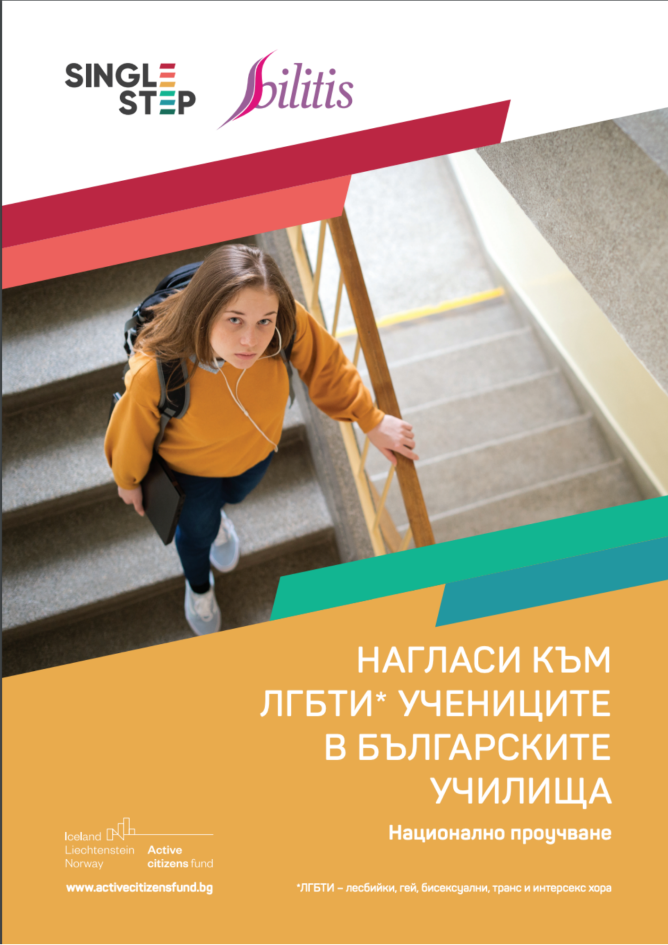 SINGLE
STEP
bilitis
НАГЛАСИ КЪМ
ЛГБТИ* УЧЕНИЦИТЕ
В БЪЛГАРСКИТЕ
УЧИЛИЩА
Национално проучване
Iceland
Liechtenstein
Norway
Active
citizens fund
www.activecitizensfund.bg
*ЛГБТИ – лесбийки, гей, бисексуални, транс и интерсекс хора